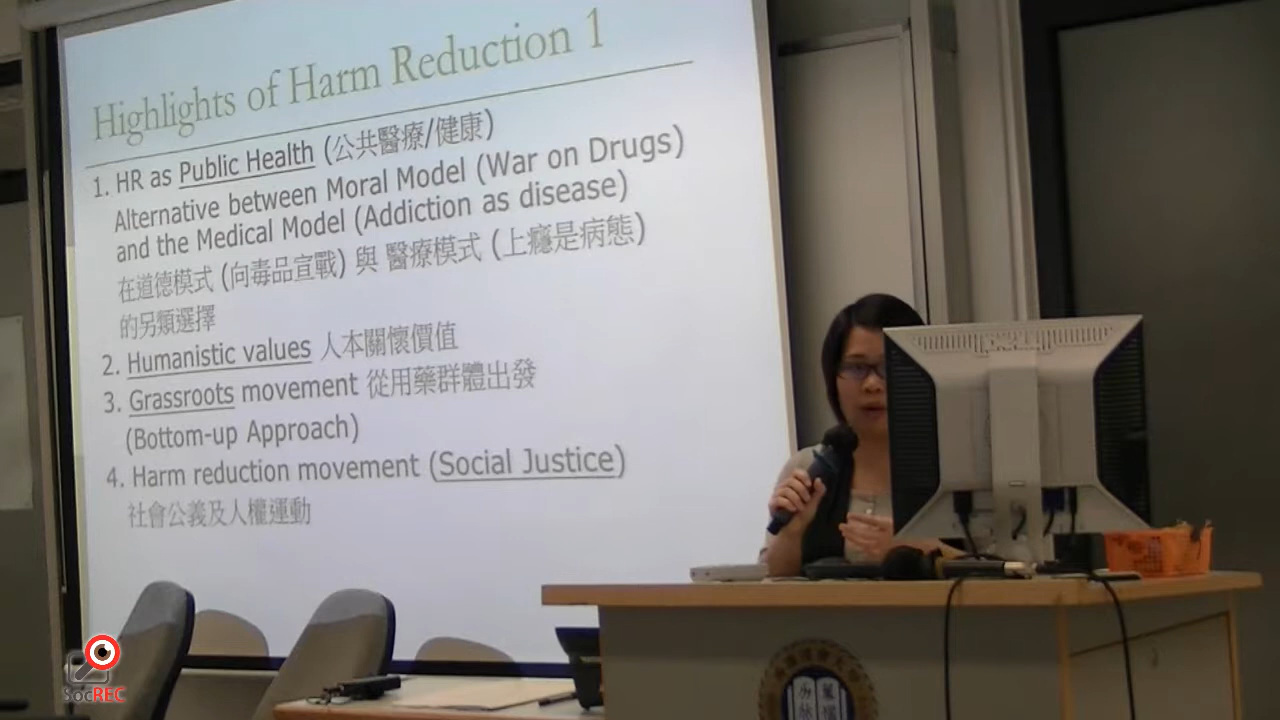 Highlights of Harm Reduction 1
1. HR as Public Health (公共醫療/健康)
Alternative between Moral Model (War on Drugs)
and the Medical Model (Addiction as disease)
在道德模式 (向毒品宣戰) 與 醫療模式 (上癮是病態)
的另類選擇
2. Humanistic values 人本關懷價值
3. Grassroots movement 從用藥群體出發
(Bottom-up Approach)
4. Harm reduction movement (Social Justice)
社會公義及人權運動
SocREC